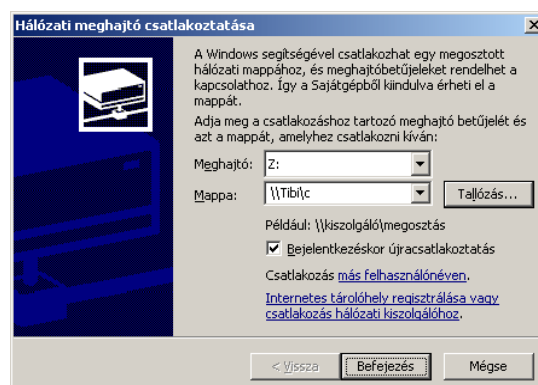 Hálózati meghajtó csatlakoztatása
A Windows segítségével csatlakozhat egy megosztott
hálózati mappához, és meghajtóbetűjeleket rendelhet a
kapcsolathoz. Így a Sajátgépből kiindulva érheti el a
mappát.
Adja meg a csatlakozáshoz tartozó meghajtó betűjelét és
azt a mappát, amelyhez csatlakozni kíván:
Meghajtó: Z:
Mappa: \\Tibi\c Tallózás...
Például: \\kiszolgáló\megosztás
Bejelentkezéskor újracsatlakoztatás
Csatlakozás más felhasználónéven.
Internetes tárolóhely regisztrálása vagy
csatlakozás hálózati kiszolgálóhoz.
< Vissza Befejezés Mégse